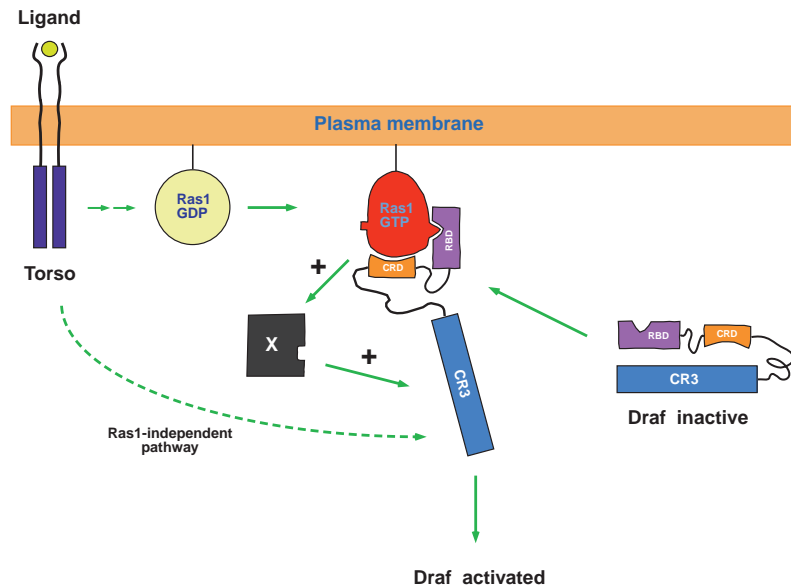 Ligand
Plasma membrane
Ras1
GDP
Ras1
GTP
RBD
CRD
Torso
+
X
+
CR3
RBD
CRD
CR3
Draf inactive
Ras1-independent
pathway
Draf activated